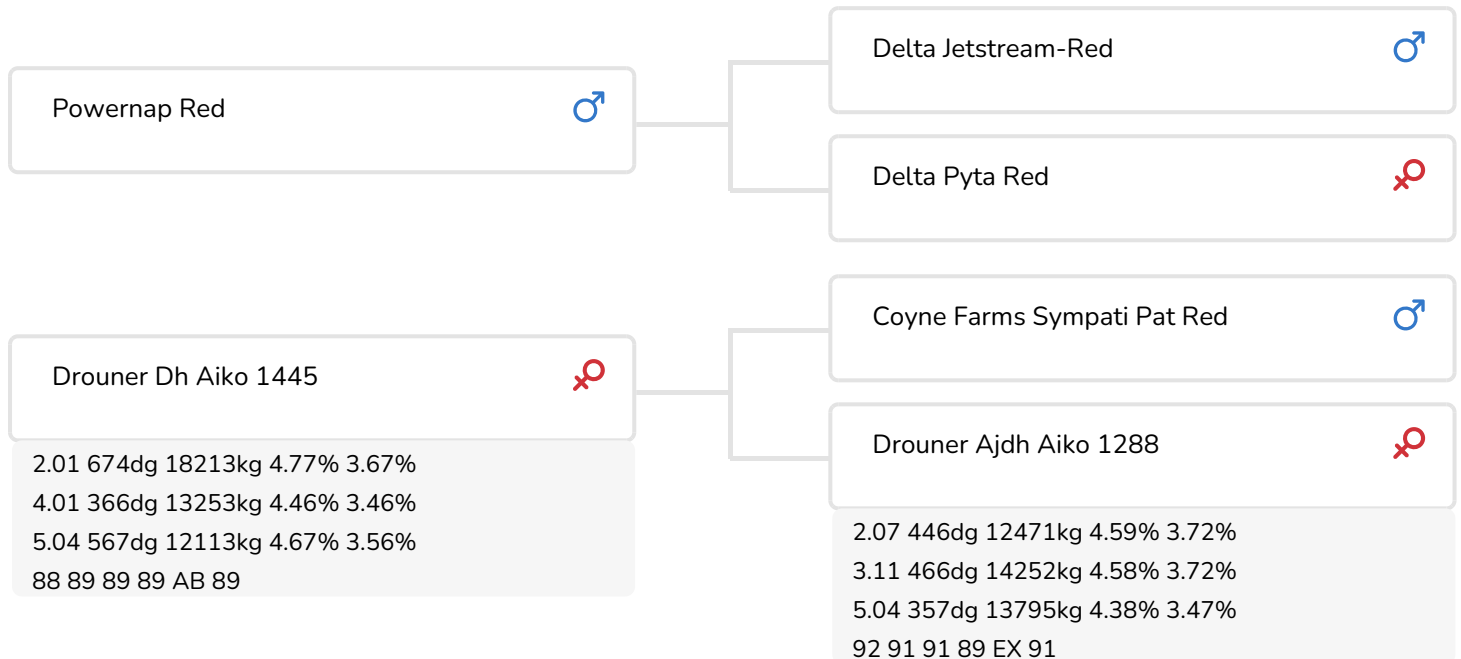 Powernap Red
Delta Jetstream-Red
Delta Pyta Red
Drouner Dh Aiko 1445
2.01 674dg 18213kg 4.77% 3.67%
4.01 366dg 13253kg 4.46% 3.46%
5.04 567dg 12113kg 4.67% 3.56%
88 89 89 89 AB 89
Coyne Farms Sympati Pat Red
Drouner Ajdh Aiko 1288
2.07 446dg 12471kg 4.59% 3.72%
3.11 466dg 14252kg 4.58% 3.72%
5.04 357dg 13795kg 4.38% 3.47%
92 91 91 89 EX 91